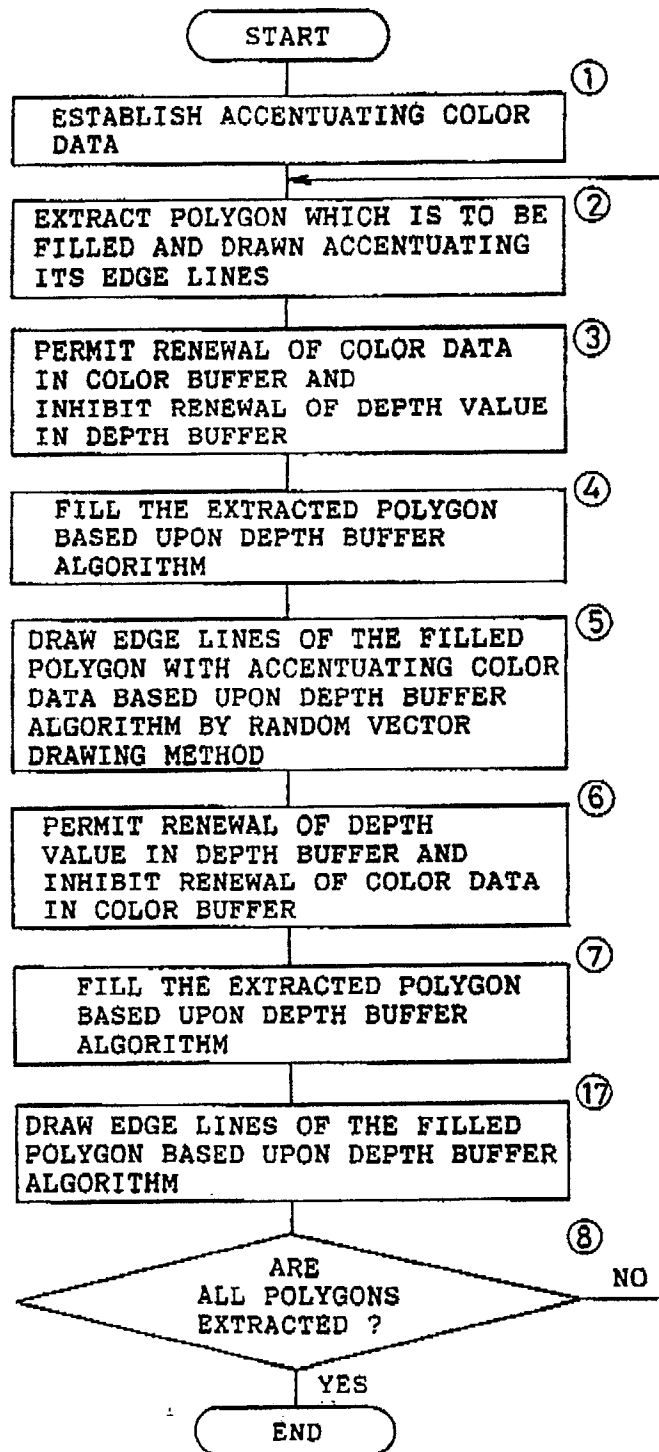 START
①
ESTABLISH ACCENTUATING COLOR
DATA
②
EXTRACT POLYGON WHICH IS TO BE
FILLED AND DRAWN ACCENTUATING
ITS EDGE LINES
③
PERMIT RENEWAL OF COLOR DATA
IN COLOR BUFFER AND
INHIBIT RENEWAL OF DEPTH VALUE
IN DEPTH BUFFER
④
FILL THE EXTRACTED POLYGON
BASED UPON DEPTH BUFFER
ALGORITHM
⑤
DRAW EDGE LINES OF THE FILLED
POLYGON WITH ACCENTUATING COLOR
DATA BASED UPON DEPTH BUFFER
ALGORITHM BY RANDOM VECTOR
DRAWING METHOD
⑥
PERMIT RENEWAL OF DEPTH
VALUE IN DEPTH BUFFER AND
INHIBIT RENEWAL OF COLOR DATA
IN COLOR BUFFER
⑦
FILL THE EXTRACTED POLYGON
BASED UPON DEPTH BUFFER
ALGORITHM
⑰
DRAW EDGE LINES OF THE FILLED
POLYGON BASED UPON DEPTH BUFFER
ALGORITHM
⑧
ARE
ALL POLYGONS
EXTRACTED ?
NO
YES
END